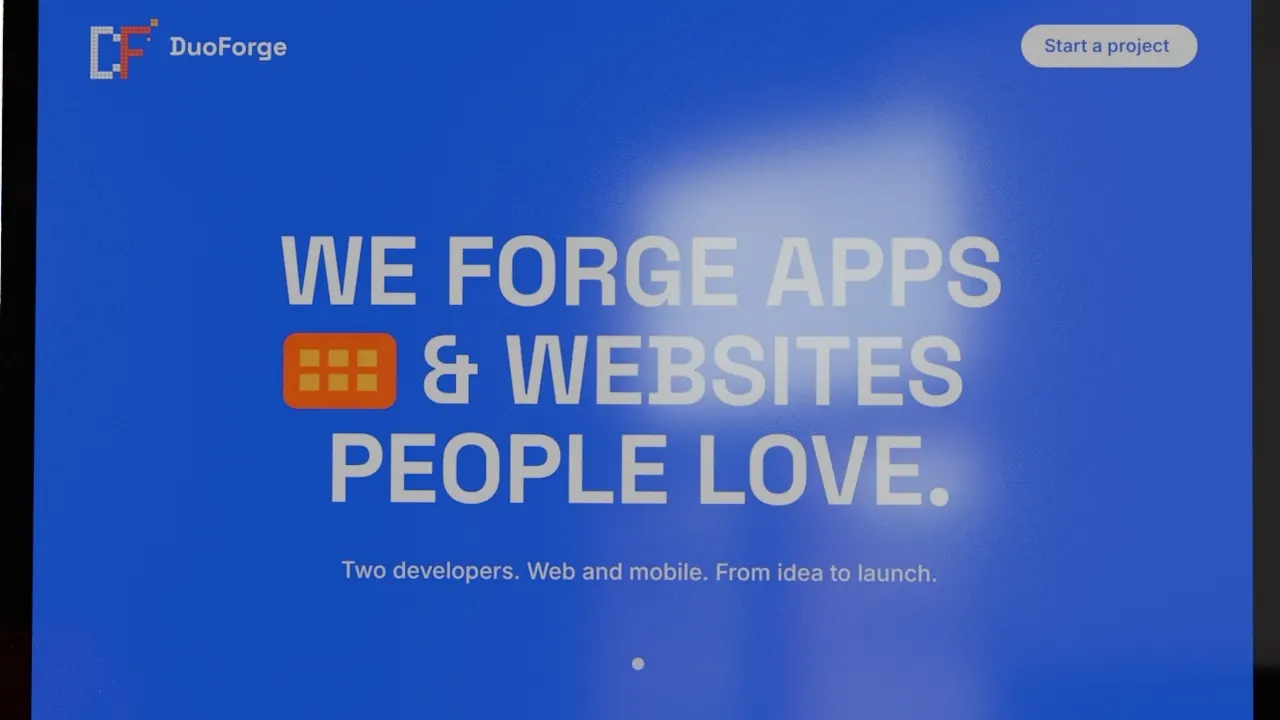 DuoForge
Start a project
WE FORGE APPS
& WEBSITES
PEOPLE LOVE.
Two developers. Web and mobile. From idea to launch.